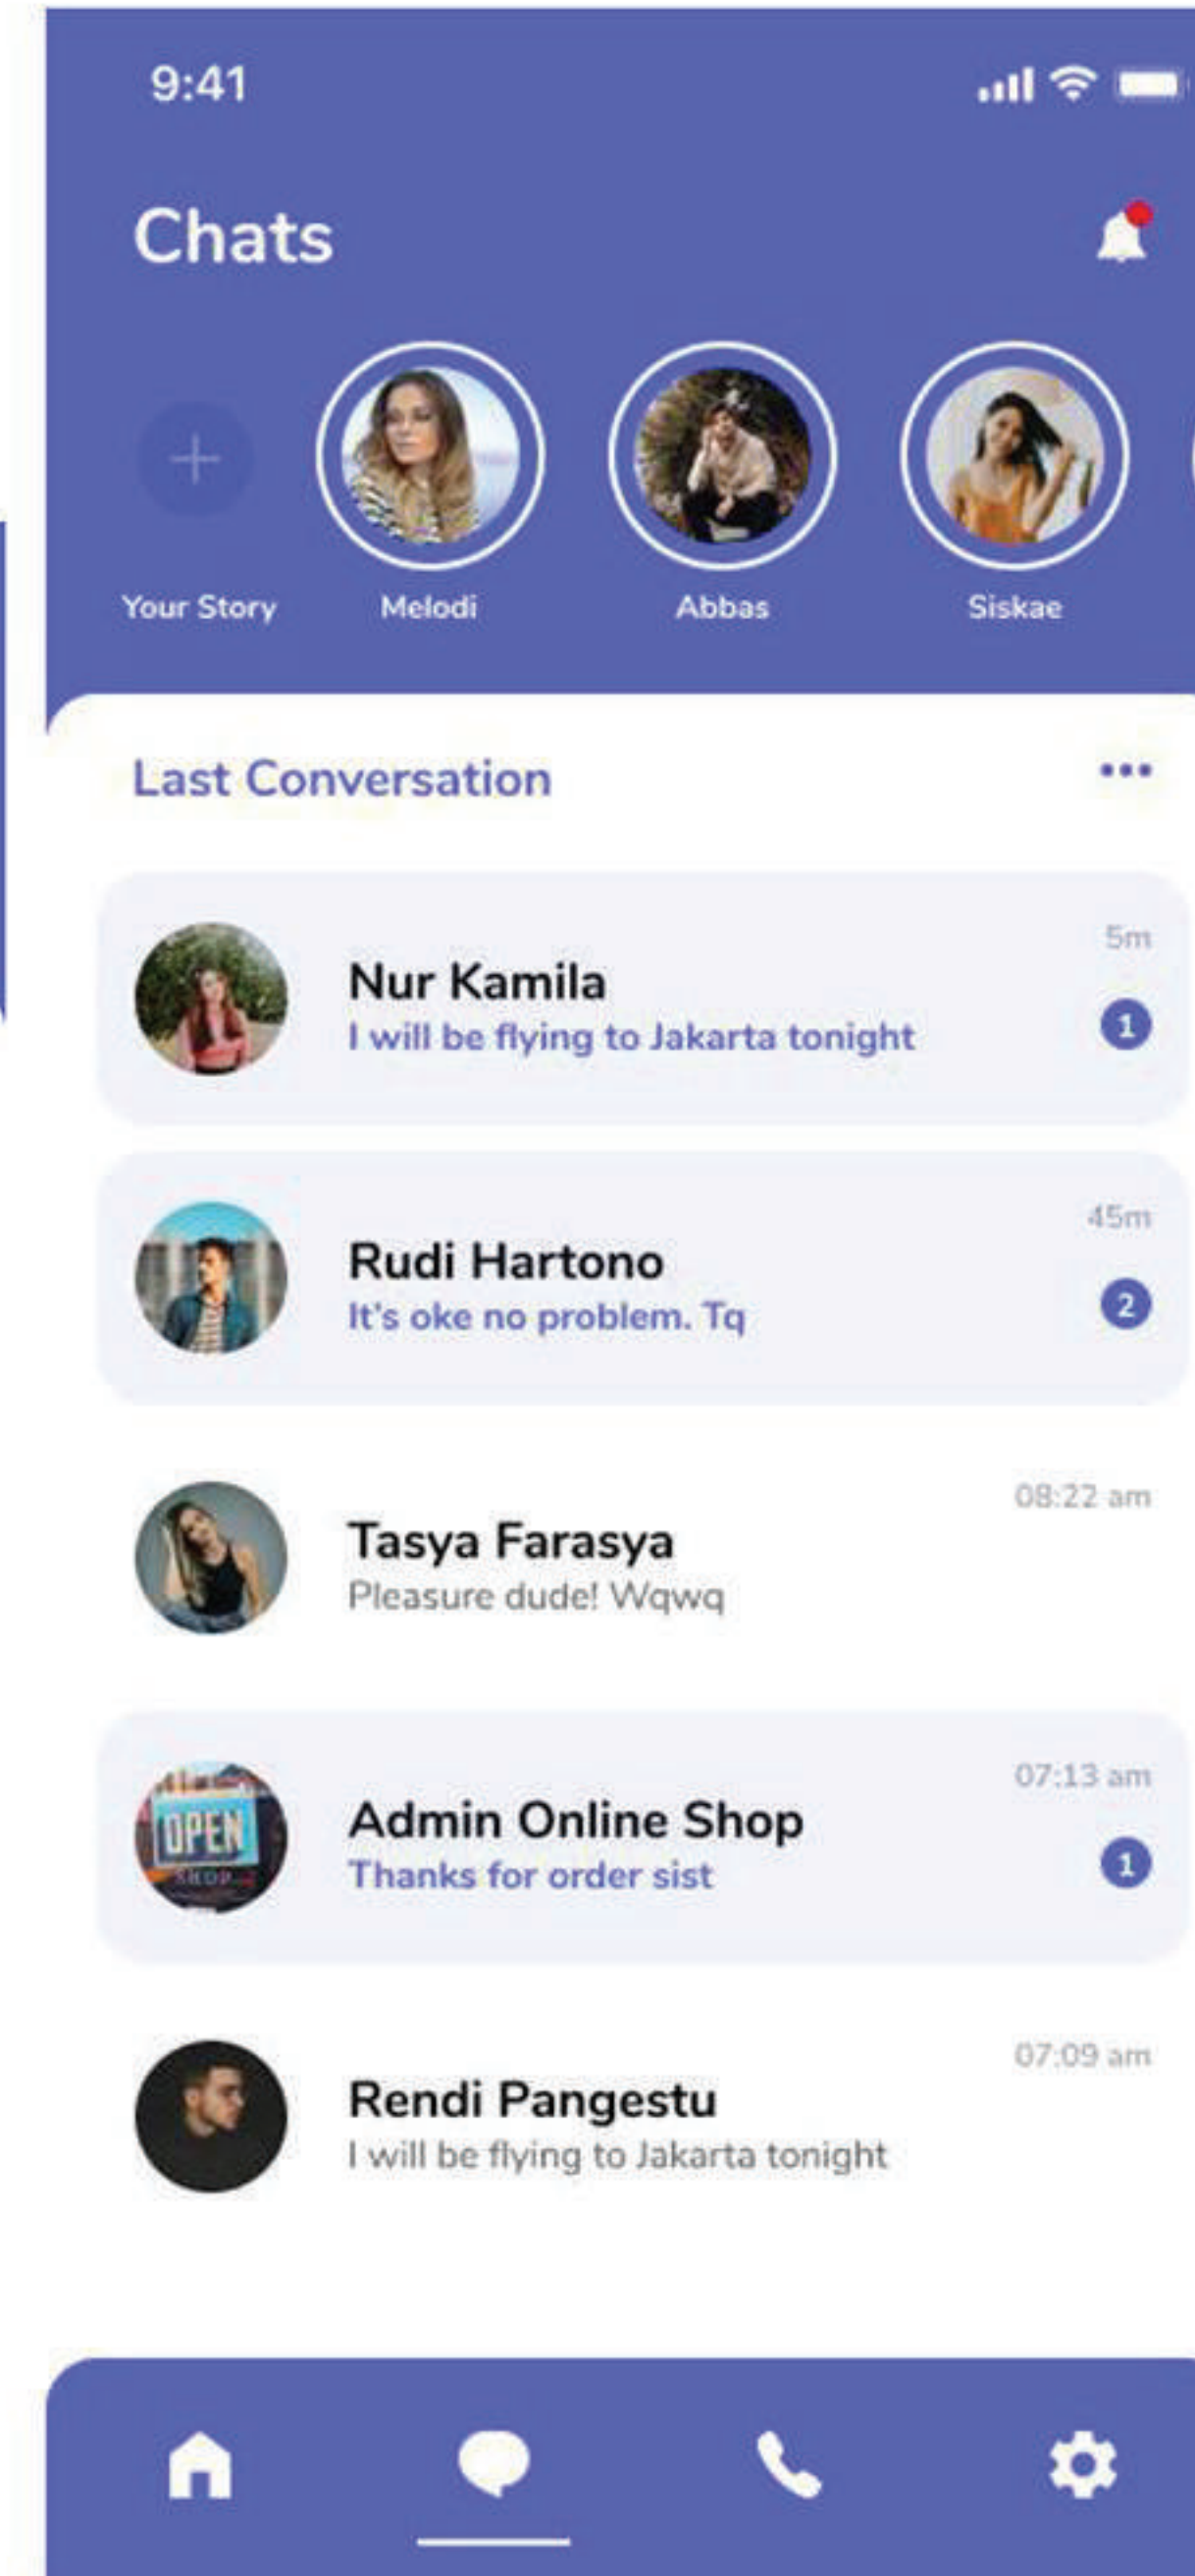 9:41
Chats
Your Story
Melodi
Abbas
Siskae
Last Conversation
Nur Kamila
5m
I will be flying to Jakarta tonight
1
Rudi Hartono
45m
It's oke no problem. Tq
2
Tasya Farasya
08:22 am
Pleasure dude! Wqwq
OPEN
SHOP
Admin Online Shop
07:13 am
Thanks for order sist
1
Rendi Pangestu
07:09 am
I will be flying to Jakarta tonight